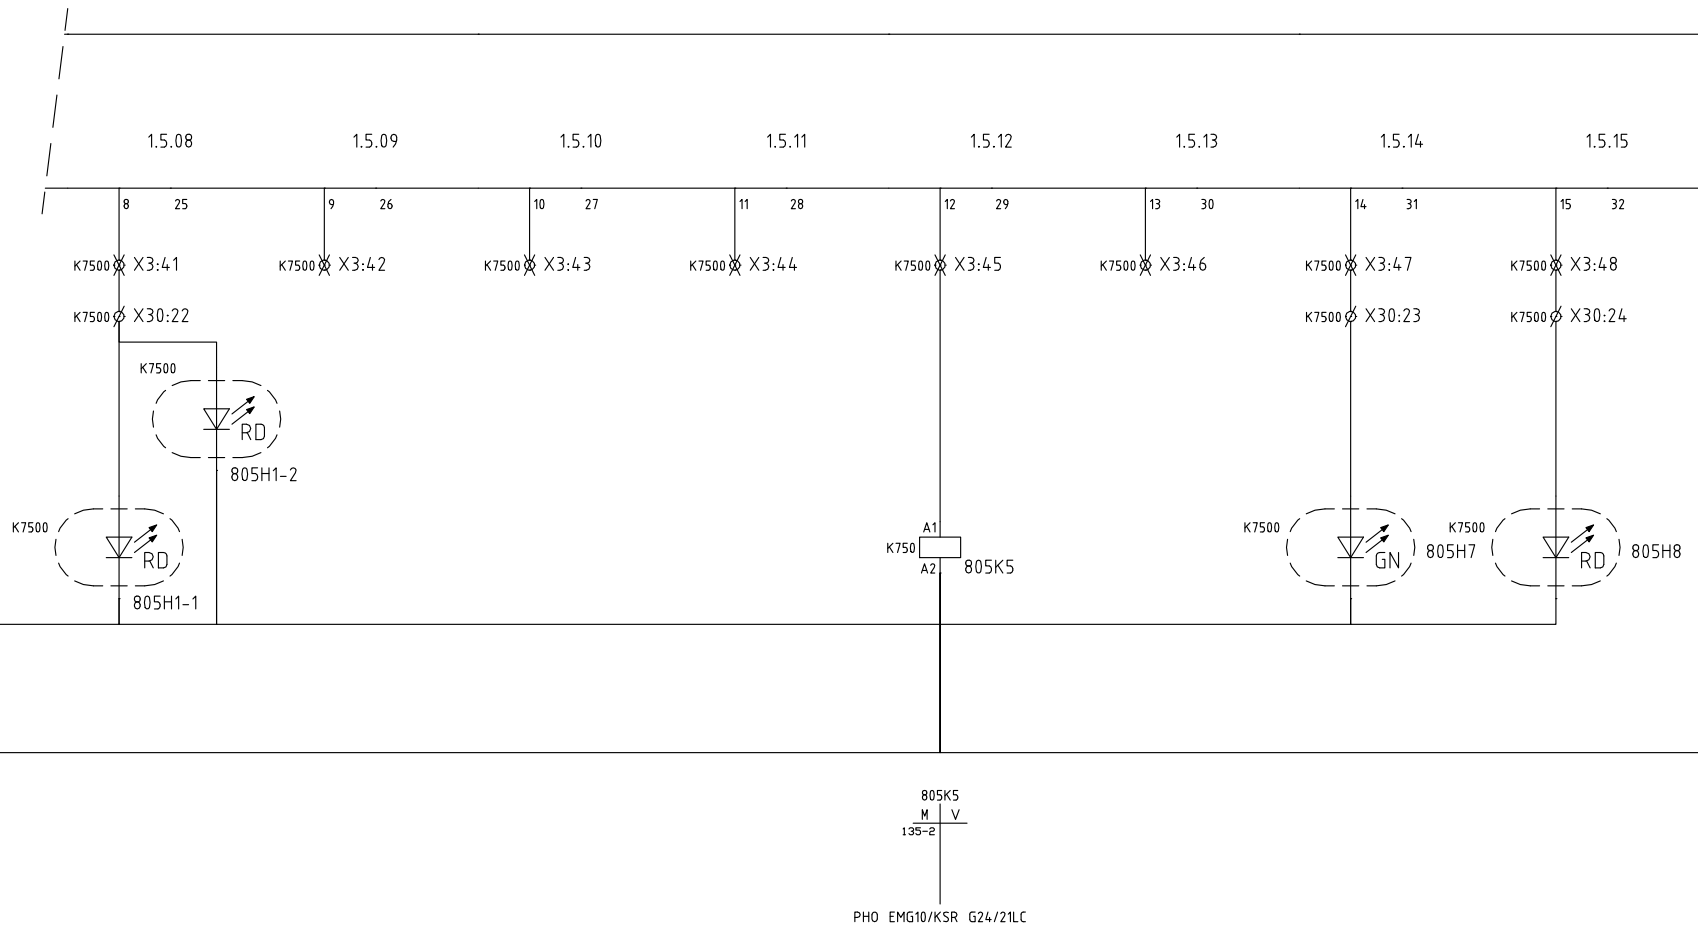 1.5.08 1.5.09 1.5.10 1.5.11 1.5.12 1.5.13 1.5.14 1.5.15
8 25 9 26 10 27 11 28 12 29 13 30 14 31 15 32
K7500 X3:41 K7500 X3:42 K7500 X3:43 K7500 X3:44 K7500 X3:45 K7500 X3:46 K7500 X3:47 K7500 X3:48
K7500 X30:22 K7500 X30:23 K7500 X30:24
K7500
RD
805H1-2
K7500 A1 K7500 K7500
K750 805H7 805H8
RD GN RD
A2 805K5
805H1-1
805K5
M V
135-2
PHO EMG10/KSR G24/21LC